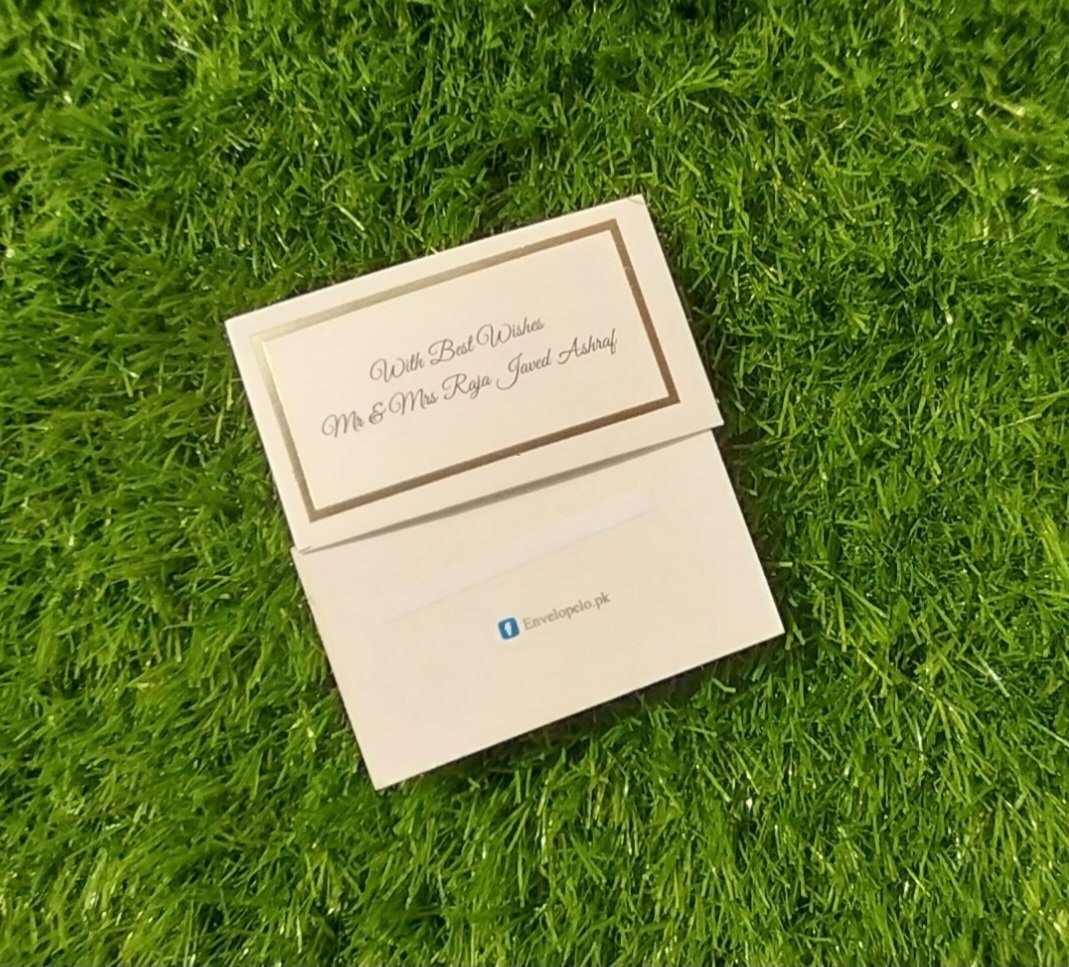 With Best Wishes
Mr & Mrs Raja Javed Ashraf
Envelopelo.pk